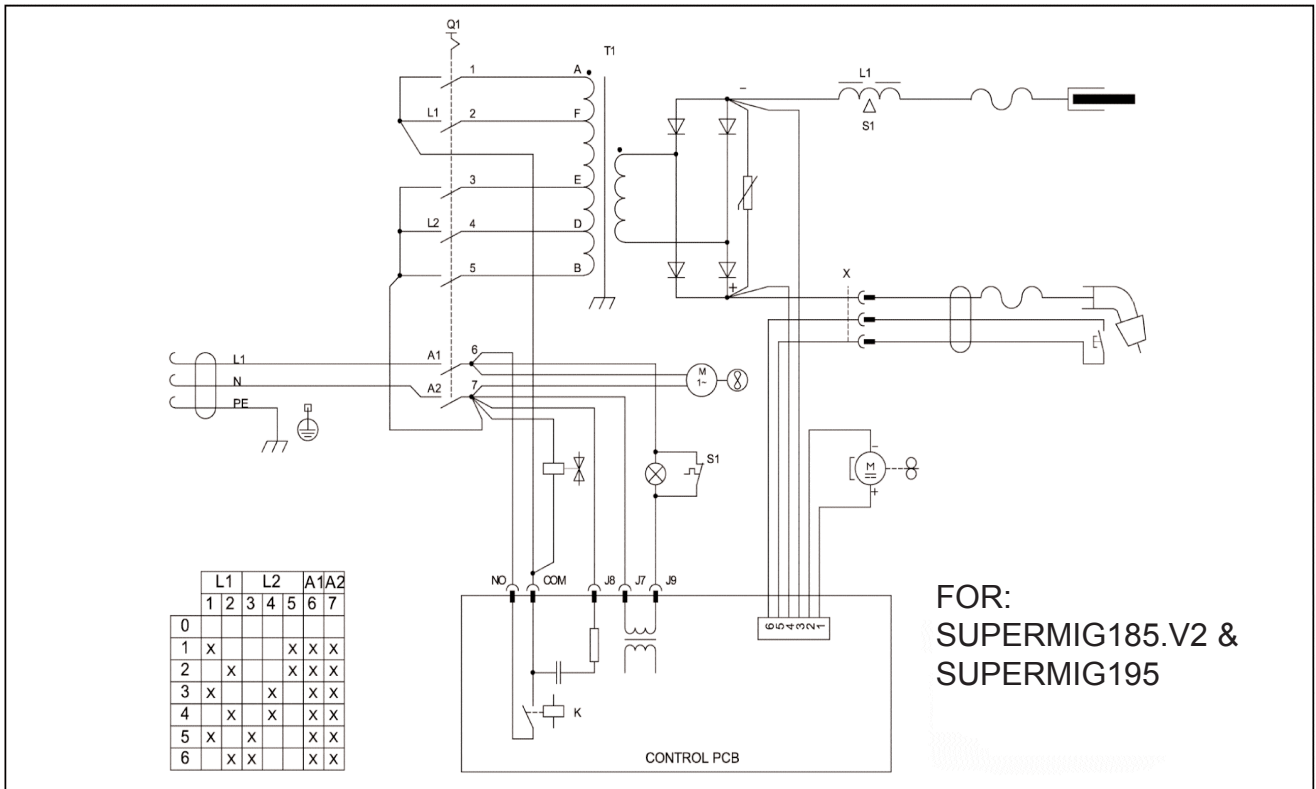 Q1
T1
1 A
L1 2 F
3 E
L2 4 D
5 B
-
L1
S1
+
X
L1 A1 6
N A2 7
PE
M
1~
S1
-
M
+
NO COM J8 J7 J9
6 5 4 3 2 1
K
CONTROL PCB
L1 L2 A1 A2
1 2 3 4 5 6 7
0
1 X X X X
2 X X X X
3 X X X X
4 X X X X
5 X X X X
6 X X X X
FOR:
SUPERMIG185.V2 &
SUPERMIG195